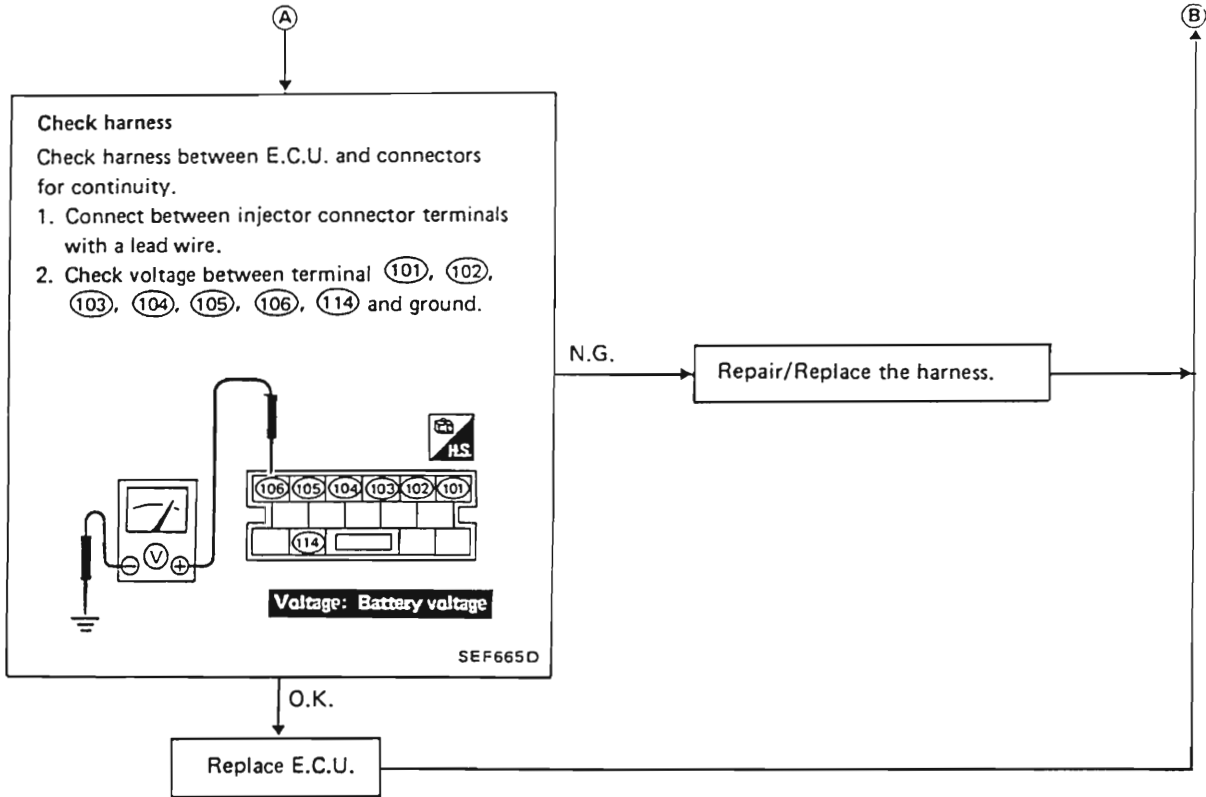 A
B
Check harness
Check harness between E.C.U. and connectors
for continuity.
1. Connect between injector connector terminals
with a lead wire.
2. Check voltage between terminal 101, 102,
103, 104, 105, 106, 114 and ground.
N.G.
Repair/Replace the harness.
H.S.
106 105 104 103 102 101
114
V
Voltage: Battery voltage
SEF665D
O.K.
Replace E.C.U.